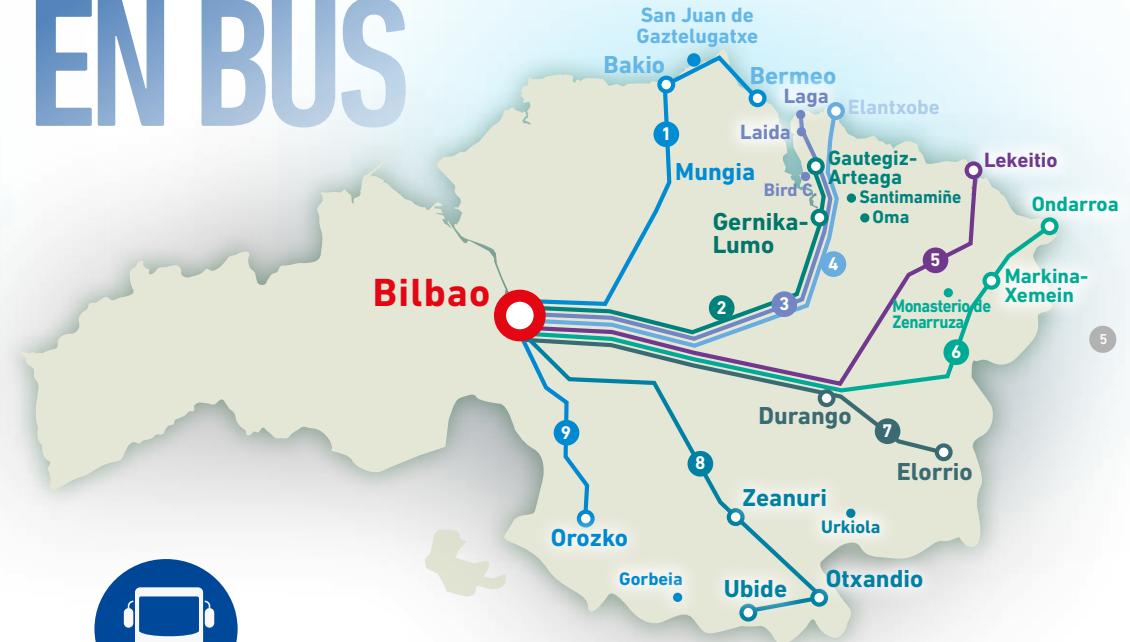 EN BUS
San Juan de
Gaztelugatxe
Bakio
Bermeo
Laga
Elantxobe
Laida
1
Mungia
Gautegiz-
Arteaga
Lekeitio
Bird C.
Santimamiñe
Oma
Ondarroa
Gernika-
Lumo
4
5
Markina-
Xemein
Bilbao
2
3
Monasterio de
Zenarruza
5
6
Durango
7
9
Elorrio
8
Zeanuri
Urkiola
Orozko
Gorbeia
Ubide
Otxandio